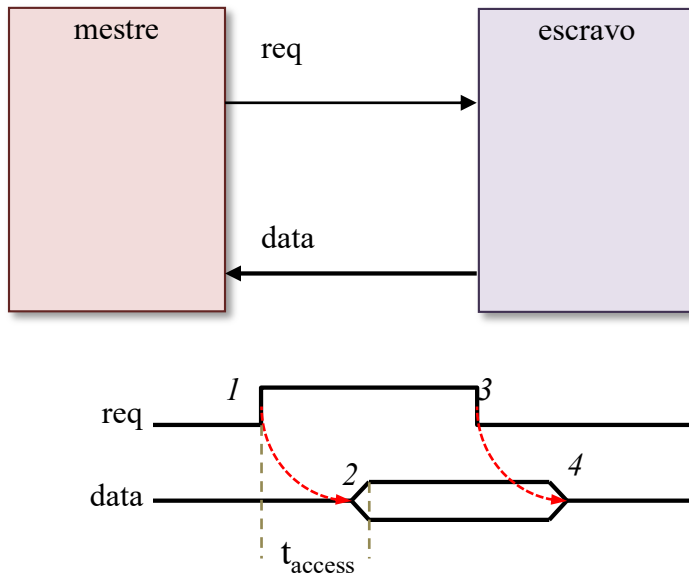 mestre
escravo
req
data
1
3
req
2
4
data
taccess